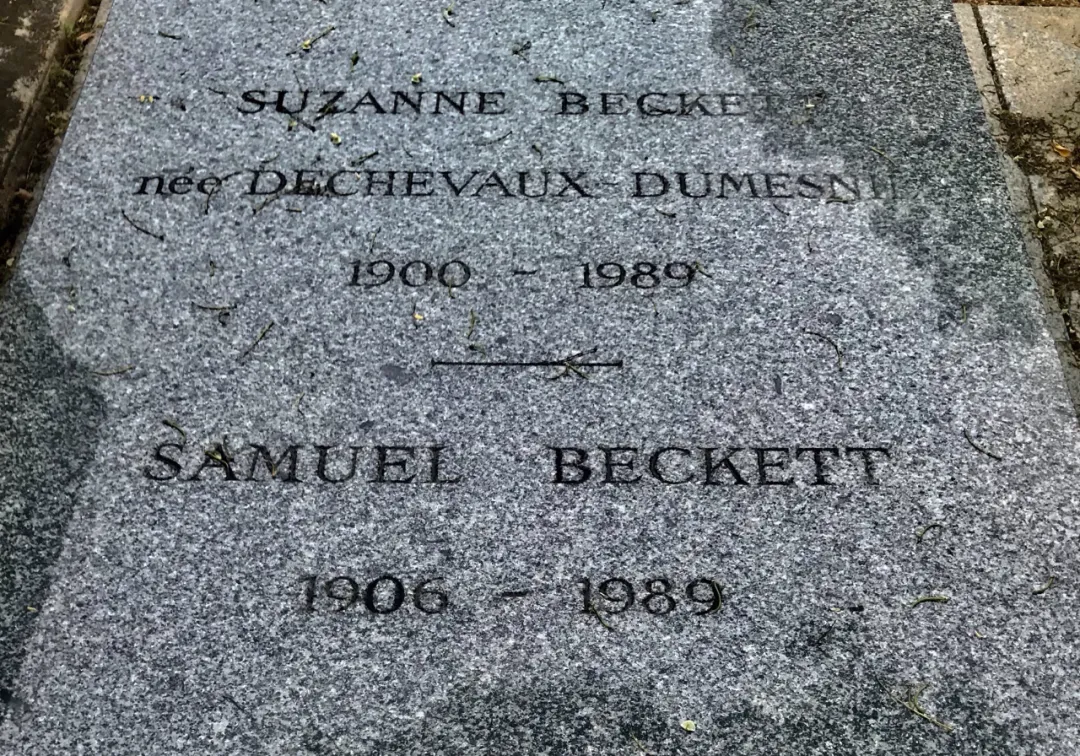 SUZANNE BECKETT
née DECHEVAUX-DUMESNIL
1900 - 1989
SAMUEL BECKETT
1906 - 1989